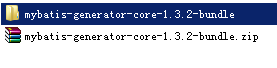 mybatis-generator-core-1.3.2-bundle
mybatis-generator-core-1.3.2-bundle.zip